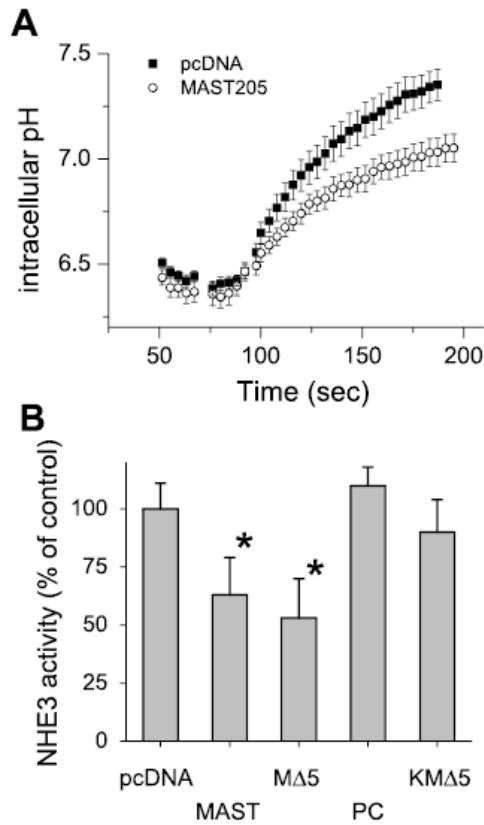 A
7.5
pcDNA
MAST205
7.0
6.5
intracellular pH
50 100 150 200
Time (sec)
B
100
75
50
25
0
NHE3 activity (% of control)
* *
pcDNA MΔ5 KMΔ5
MAST PC